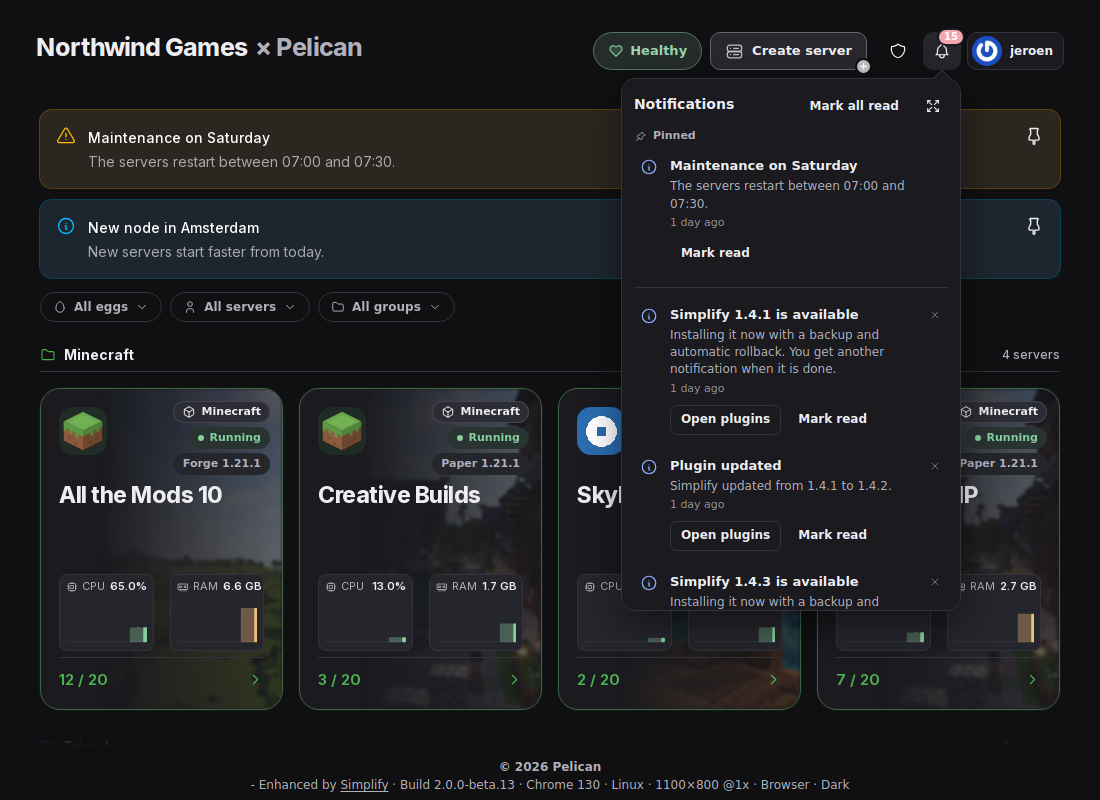 Northwind Games × Pelican
Healthy
Create server
15
jeroen
Maintenance on Saturday
The servers restart between 07:00 and 07:30.
New node in Amsterdam
New servers start faster from today.
All eggs
All servers
All groups
Minecraft
4 servers
Notifications
Mark all read
Pinned
Maintenance on Saturday
The servers restart between 07:00 and
07:30.
1 day ago
Mark read
Simplify 1.4.1 is available
Installing it now with a backup and
automatic rollback. You get another
notification when it is done.
1 day ago
Open plugins
Mark read
Plugin updated
Simplify updated from 1.4.1 to 1.4.2.
1 day ago
Open plugins
Mark read
Simplify 1.4.3 is available
Installing it now with a backup and
Minecraft
Running
Forge 1.21.1
All the Mods 10
CPU 65.0%
RAM 6.6 GB
12 / 20
Minecraft
Running
Paper 1.21.1
Creative Builds
CPU 13.0%
RAM 1.7 GB
3 / 20
2 / 20
Minecraft
Running
Paper 1.21.1
RAM 2.7 GB
7 / 20
© 2026 Pelican
- Enhanced by Simplify · Build 2.0.0-beta.13 · Chrome 130 · Linux · 1100×800 @1x · Browser · Dark